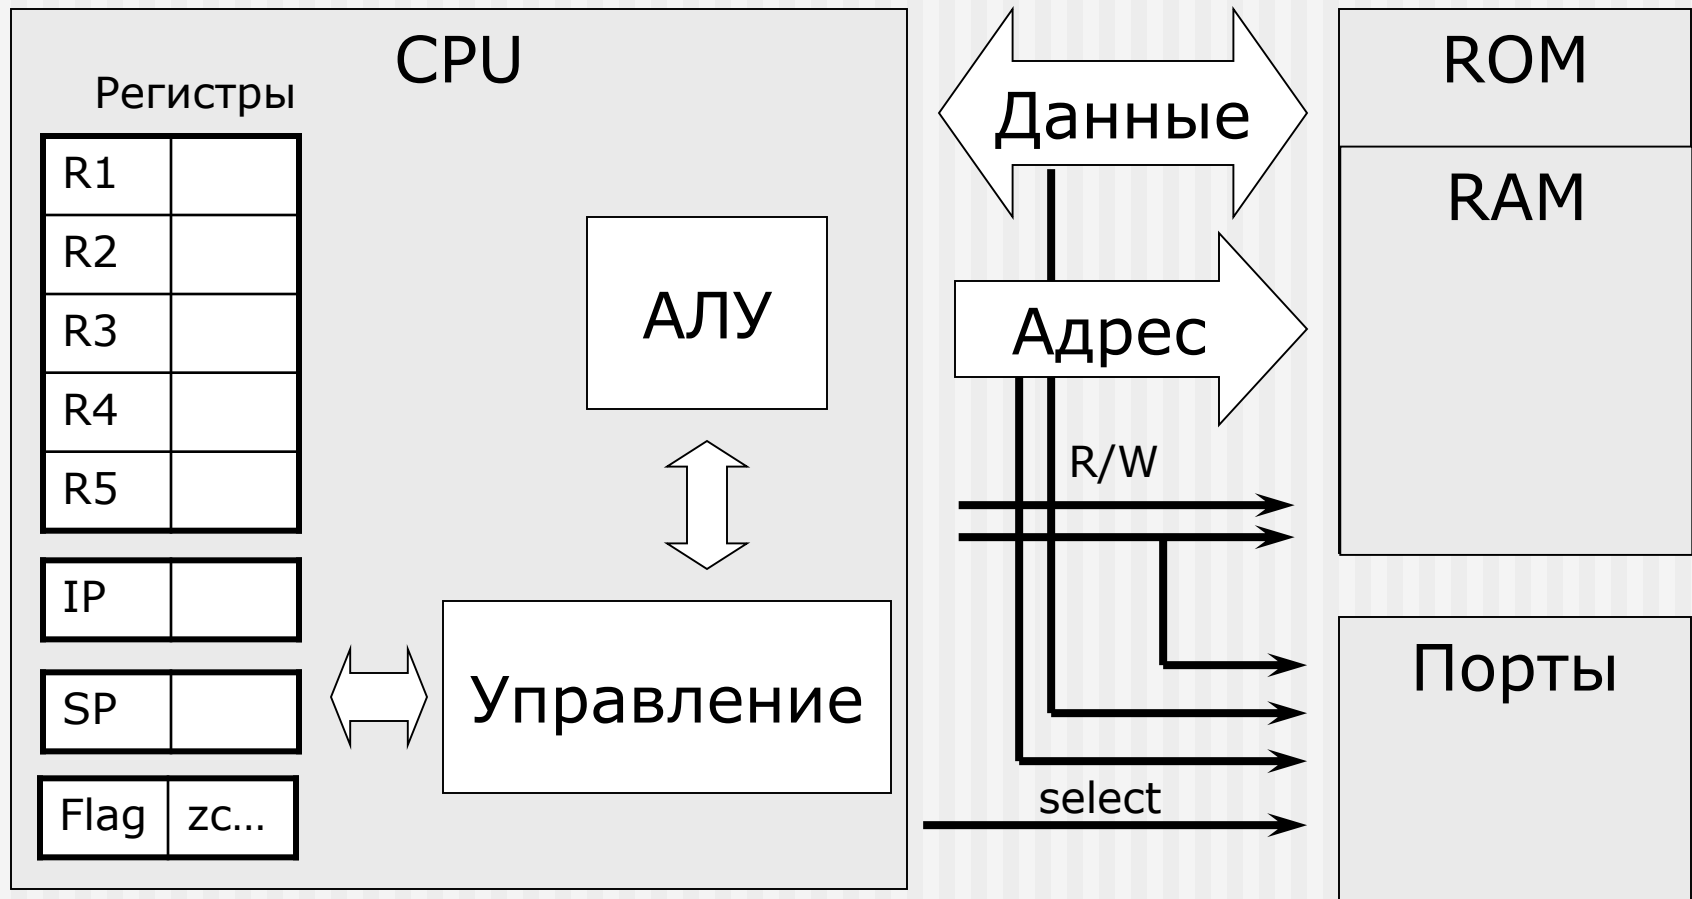 CPU
Регистры
R1
R2
R3
R4
R5
IP
SP
Flag zc...
АЛУ
Управление
Данные
Адрес
R/W
select
ROM
RAM
Порты